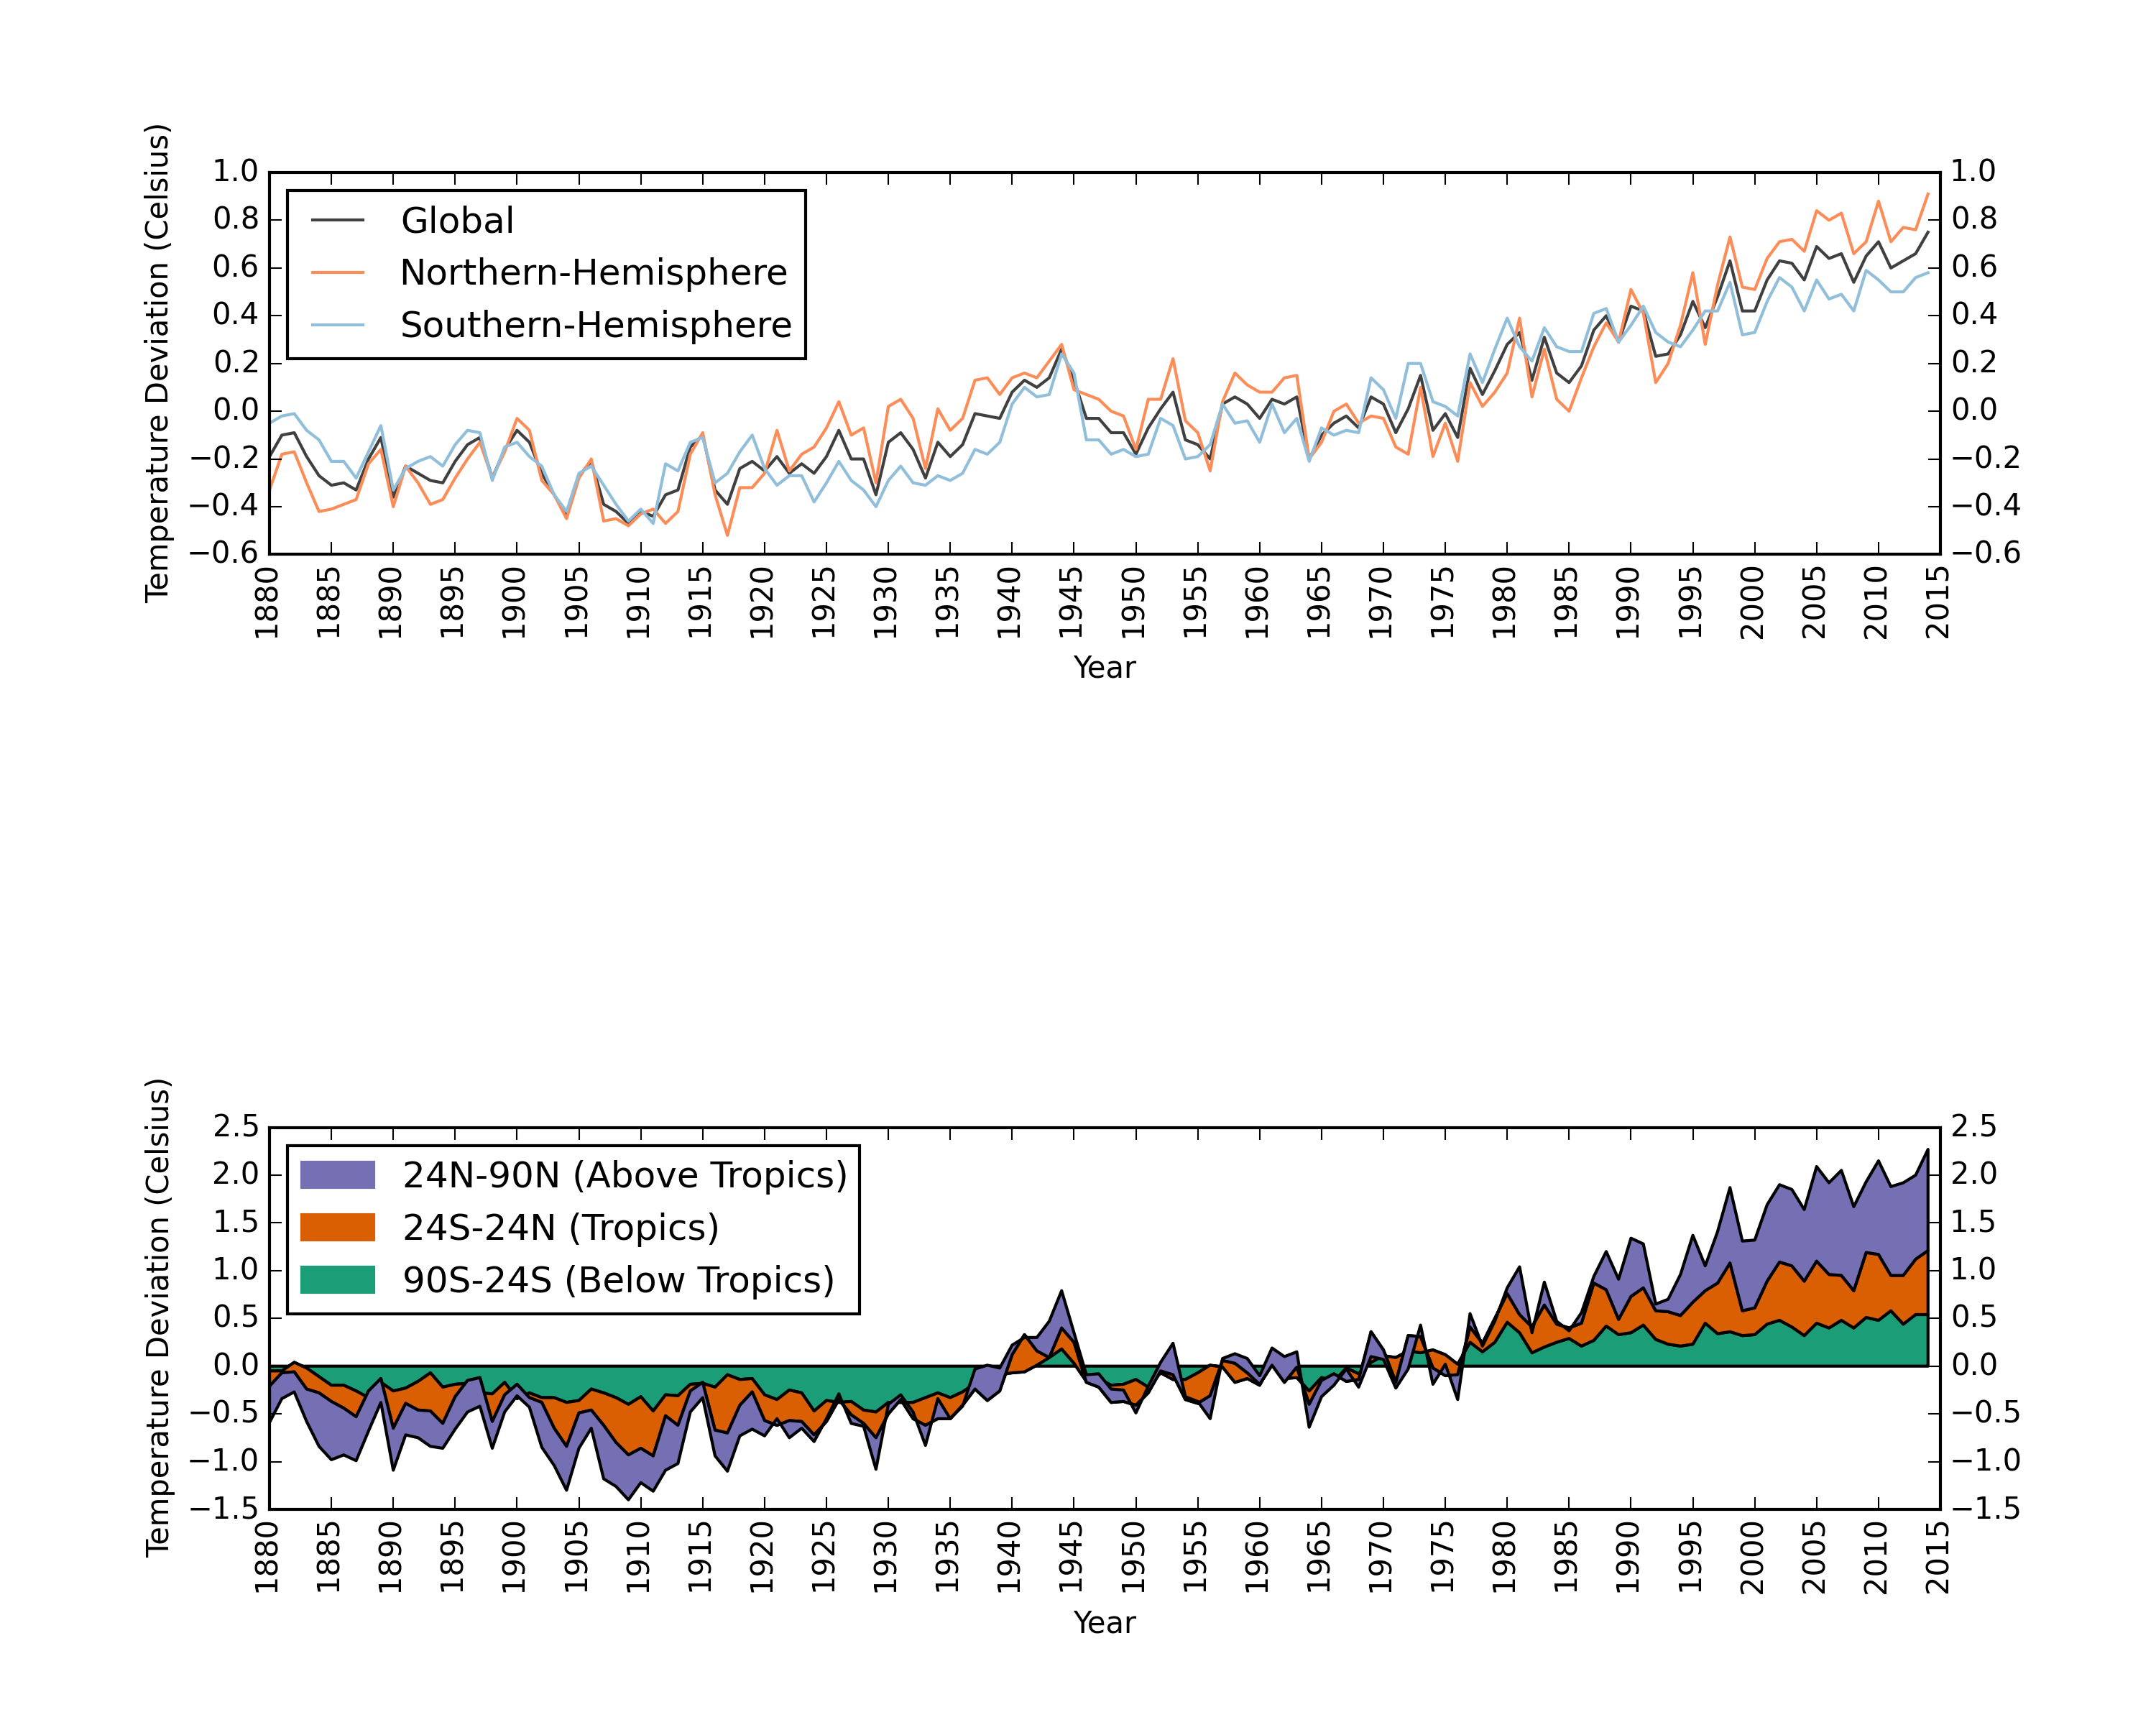 Temperature Deviation (Celsius)
1.0 1.0
0.8 0.8
0.6 0.6
0.4 0.4
0.2 0.2
0.0 0.0
−0.2 −0.2
−0.4 −0.4
−0.6 −0.6
Global
Northern-Hemisphere
Southern-Hemisphere
1880 1885 1890 1895 1900 1905 1910 1915 1920 1925 1930 1935 1940 1945 1950 1955 1960 1965 1970 1975 1980 1985 1990 1995 2000 2005 2010 2015
Year
Temperature Deviation (Celsius)
2.5 2.5
2.0 2.0
1.5 1.5
1.0 1.0
0.5 0.5
0.0 0.0
−0.5 −0.5
−1.0 −1.0
−1.5 −1.5
24N-90N (Above Tropics)
24S-24N (Tropics)
90S-24S (Below Tropics)
1880 1885 1890 1895 1900 1905 1910 1915 1920 1925 1930 1935 1940 1945 1950 1955 1960 1965 1970 1975 1980 1985 1990 1995 2000 2005 2010 2015
Year